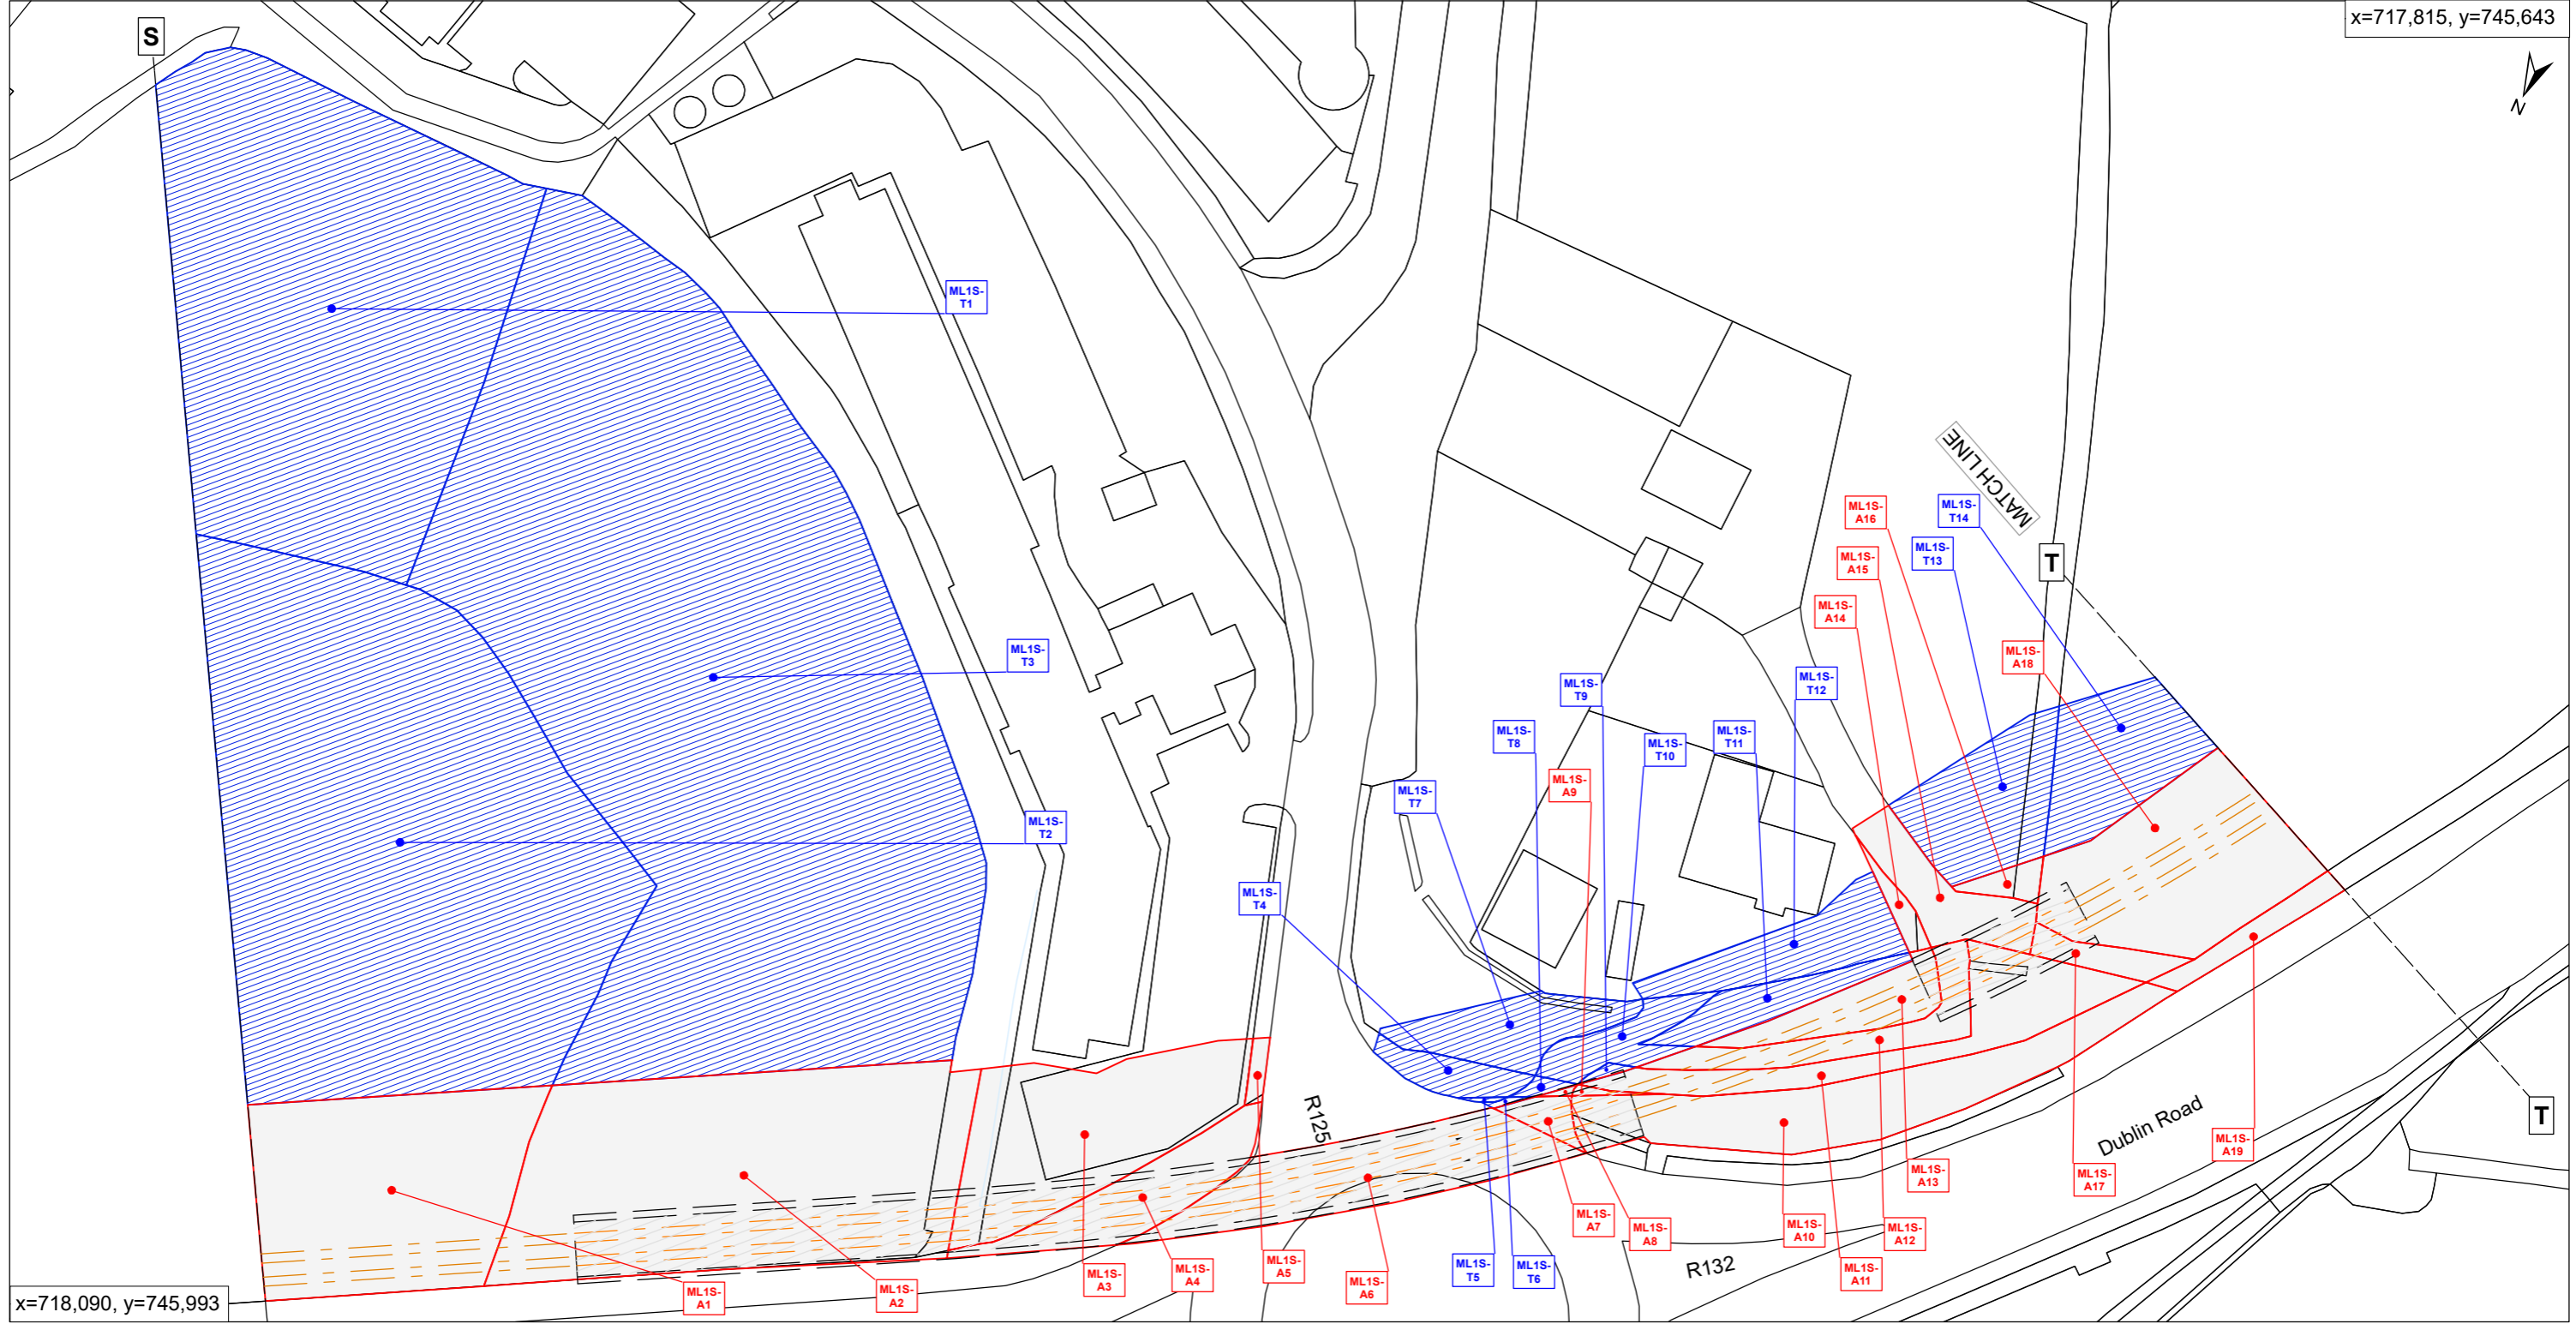 x=717,815, y=745,643
S
N
ML1S-
T1
MATCH LINE
ML1S-
A16
ML1S-
T14
ML1S-
T13
ML1S-
A15
T
ML1S-
A14
ML1S-
T3
ML1S-
A18
ML1S-
T9
ML1S-
T12
ML1S-
T8
ML1S-
T10
ML1S-
T11
ML1S-
A9
ML1S-
T7
ML1S-
T2
ML1S-
T4
R125
Dublin Road
T
ML1S-
A19
ML1S-
A13
ML1S-
A17
ML1S-
A7
ML1S-
A8
ML1S-
A10
ML1S-
A12
R132
ML1S-
A3
ML1S-
A4
ML1S-
A5
ML1S-
A6
ML1S-
T5
ML1S-
T6
ML1S-
A11
ML1S-
A1
ML1S-
A2
x=718,090, y=745,993